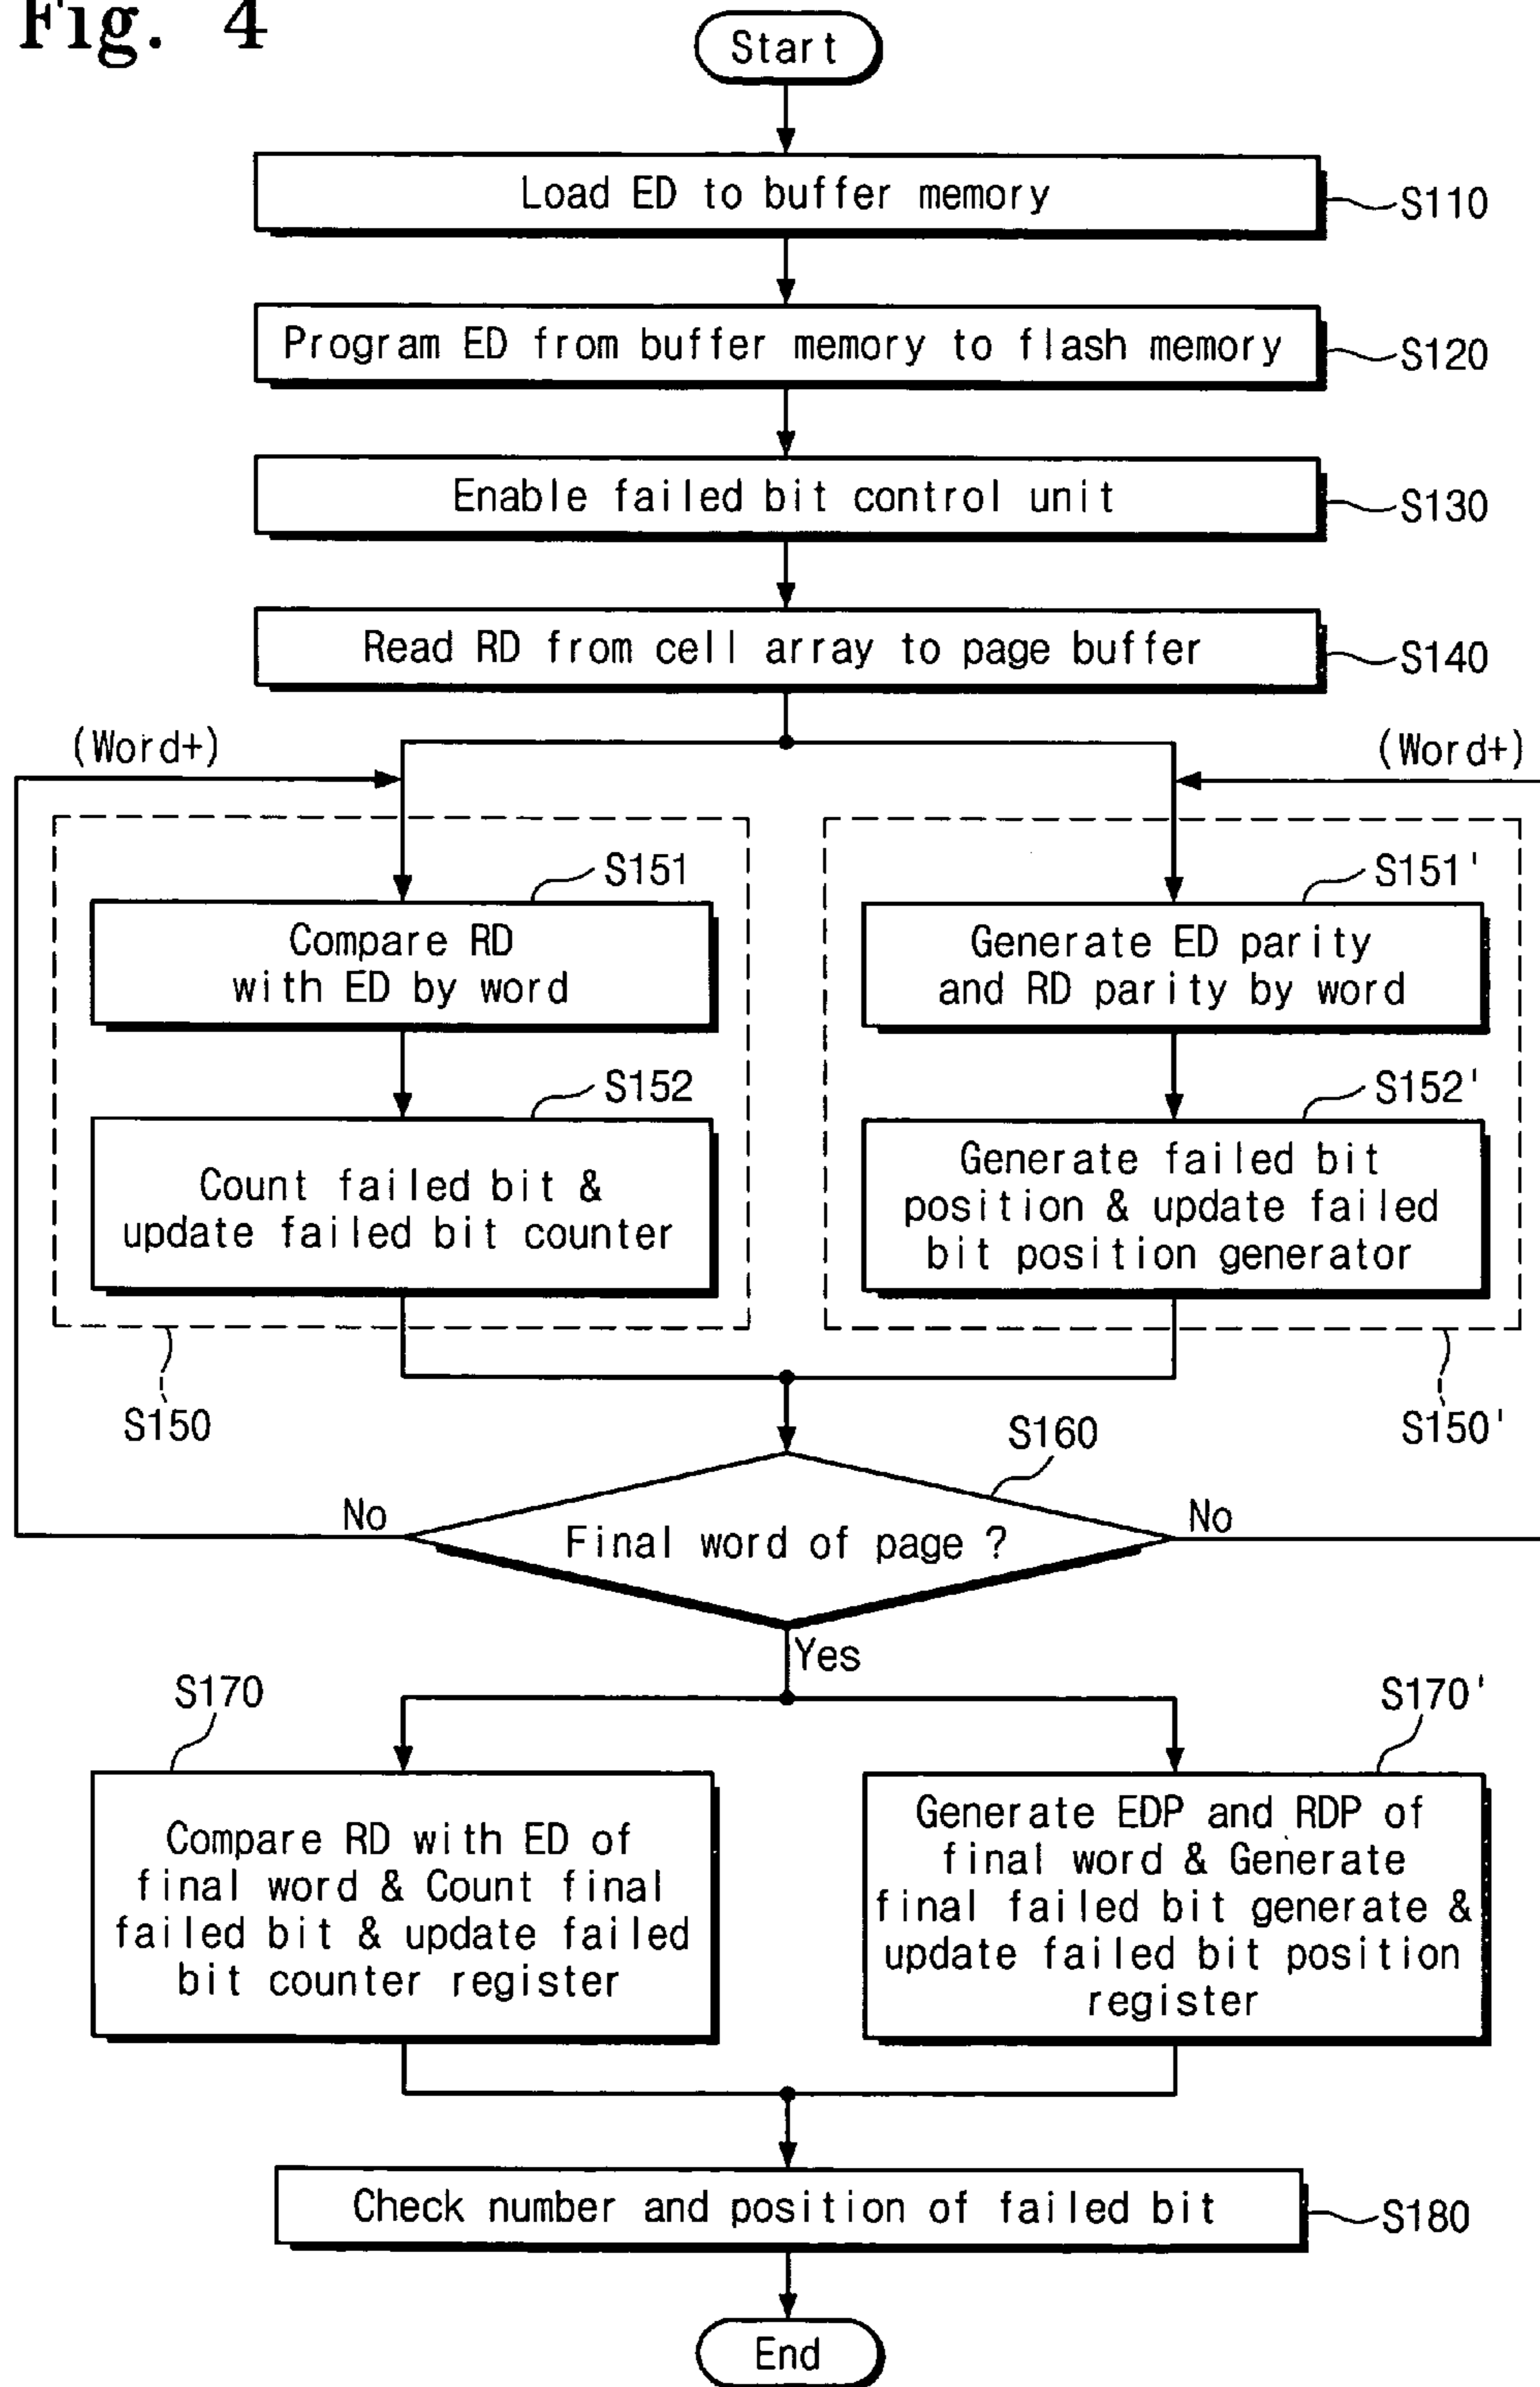 Fig. 4
Start
Load ED to buffer memory
S110
Program ED from buffer memory to flash memory
S120
Enable failed bit control unit
S130
Read RD from cell array to page buffer
S140
(Word+)
(Word+)
S151
Compare RD
with ED by word
S151'
Generate ED parity
and RD parity by word
S152
Count failed bit &
update failed bit counter
S152'
Generate failed bit
position & update failed
bit position generator
S150
S150'
S160
No
Final word of page ?
No
Yes
S170
Compare RD with ED of
final word & Count final
failed bit & update failed
bit counter register
S170'
Generate EDP and RDP of
final word & Generate
final failed bit generate &
update failed bit position
register
Check number and position of failed bit
S180
End